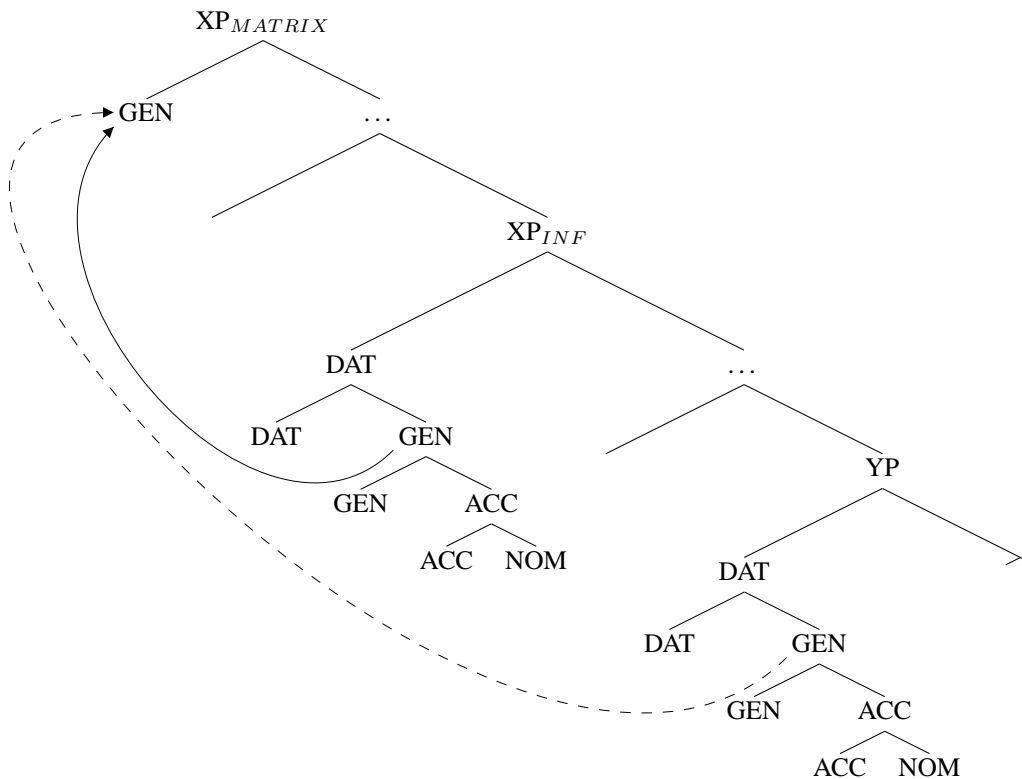 XP_MATRIX
GEN …
XP_INF
DAT …
DAT GEN
YP
GEN ACC
ACC NOM
DAT
DAT GEN
GEN ACC
ACC NOM